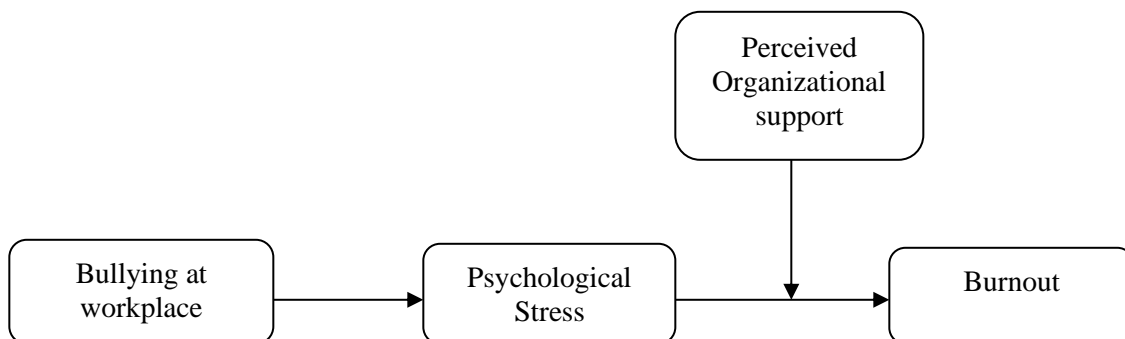 Perceived
Organizational
support
Bullying at
workplace
Psychological
Stress
Burnout